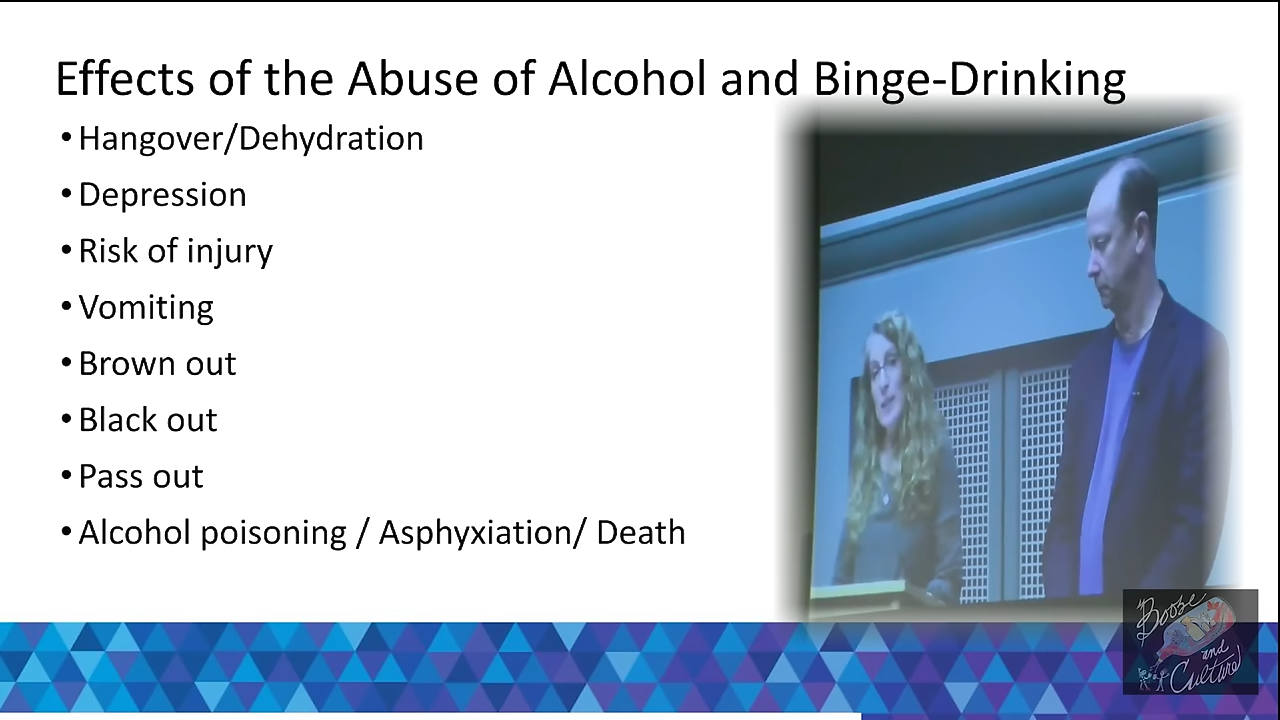 Effects of the Abuse of Alcohol and Binge-Drinking
•Hangover/Dehydration
•Depression
•Risk of injury
•Vomiting
•Brown out
•Black out
•Pass out
•Alcohol poisoning / Asphyxiation/ Death
Booze
and
Culture